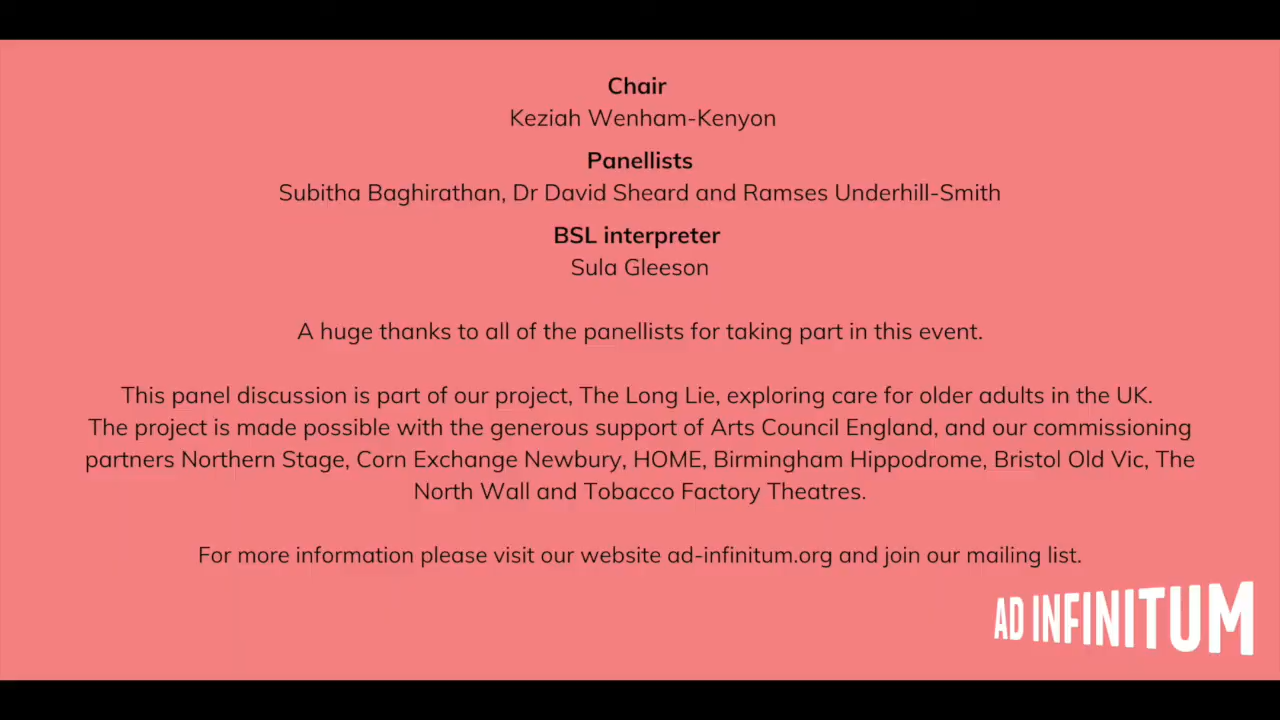 Chair
Keziah Wenham-Kenyon
Panellists
Subitha Baghirathan, Dr David Sheard and Ramses Underhill-Smith
BSL interpreter
Sula Gleeson
A huge thanks to all of the panellists for taking part in this event.
This panel discussion is part of our project, The Long Lie, exploring care for older adults in the UK.
The project is made possible with the generous support of Arts Council England, and our commissioning
partners Northern Stage, Corn Exchange Newbury, HOME, Birmingham Hippodrome, Bristol Old Vic, The
North Wall and Tobacco Factory Theatres.
For more information please visit our website ad-infinitum.org and join our mailing list.
AD INFINITUM